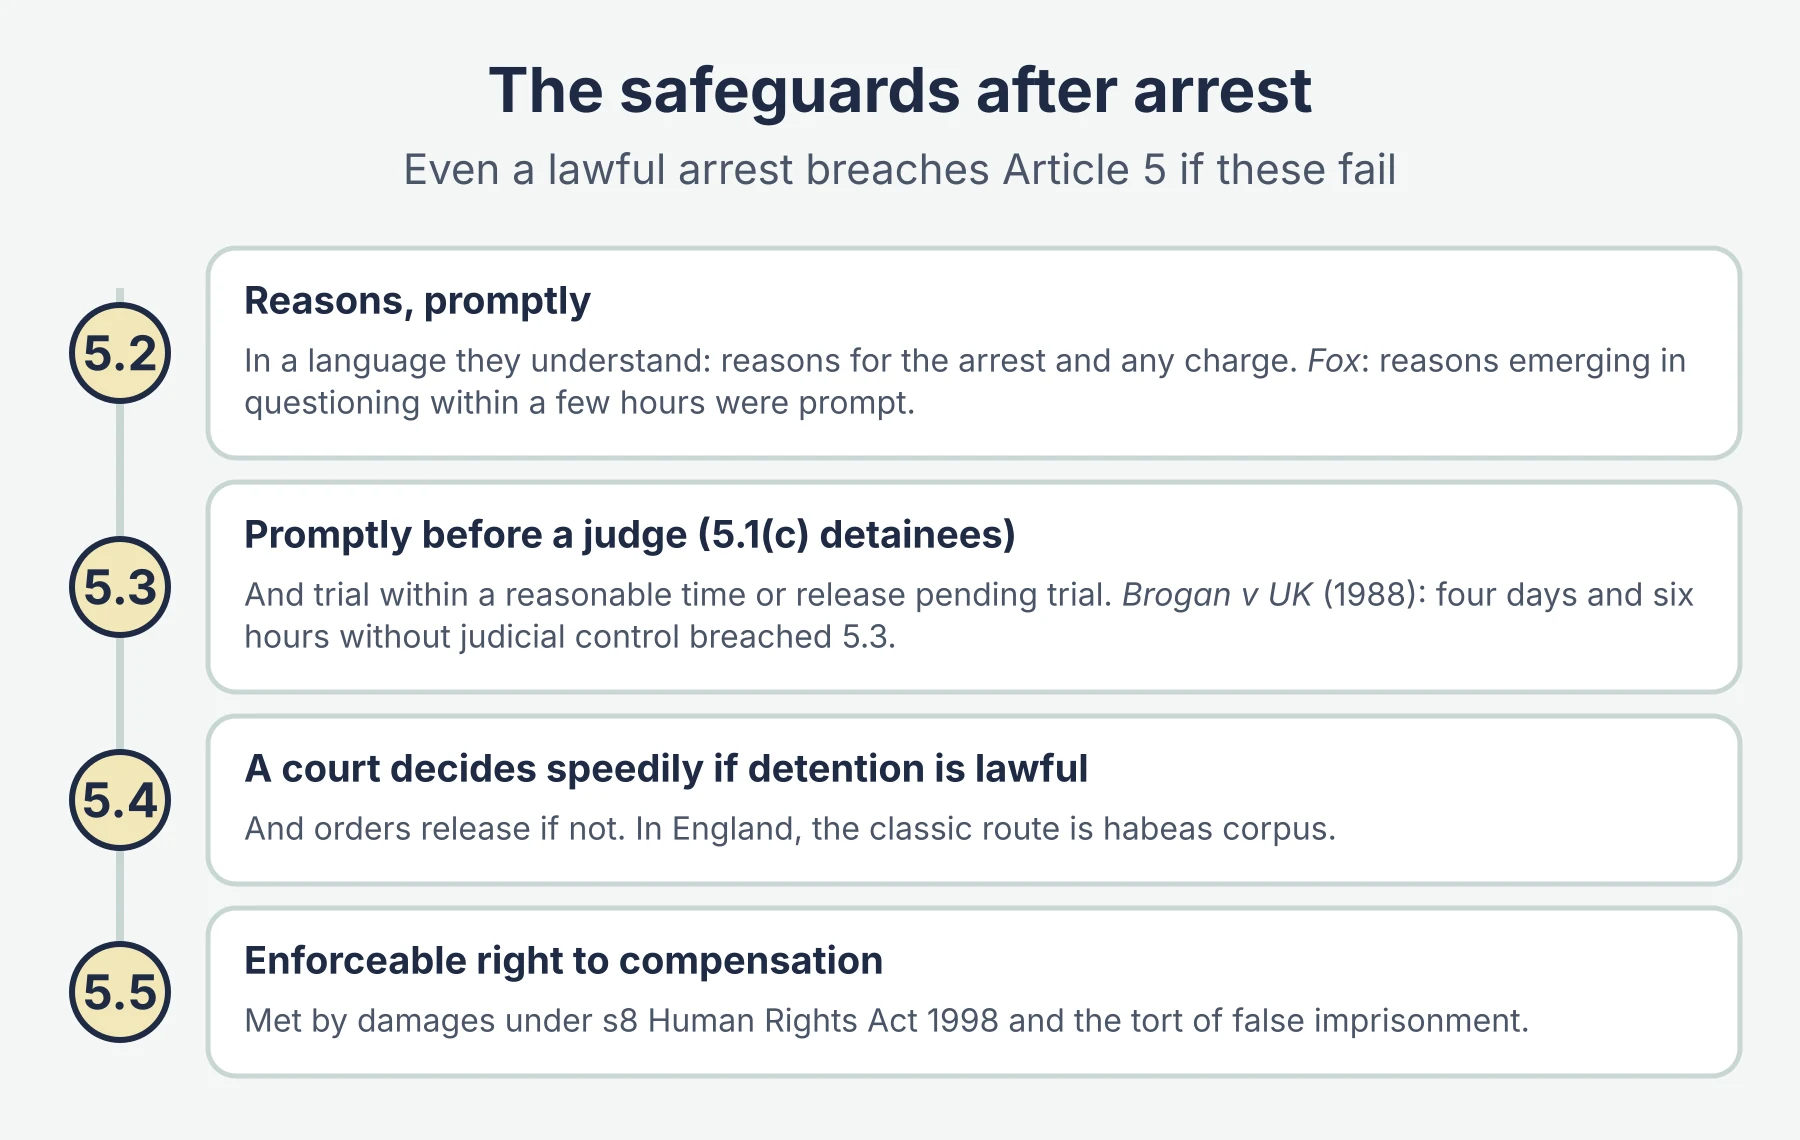 The safeguards after arrest
Even a lawful arrest breaches Article 5 if these fail
5.2
Reasons, promptly
In a language they understand: reasons for the arrest and any charge. Fox: reasons emerging in
questioning within a few hours were prompt.
5.3
Promptly before a judge (5.1(c) detainees)
And trial within a reasonable time or release pending trial. Brogan v UK (1988): four days and six
hours without judicial control breached 5.3.
5.4
A court decides speedily if detention is lawful
And orders release if not. In England, the classic route is habeas corpus.
5.5
Enforceable right to compensation
Met by damages under s8 Human Rights Act 1998 and the tort of false imprisonment.